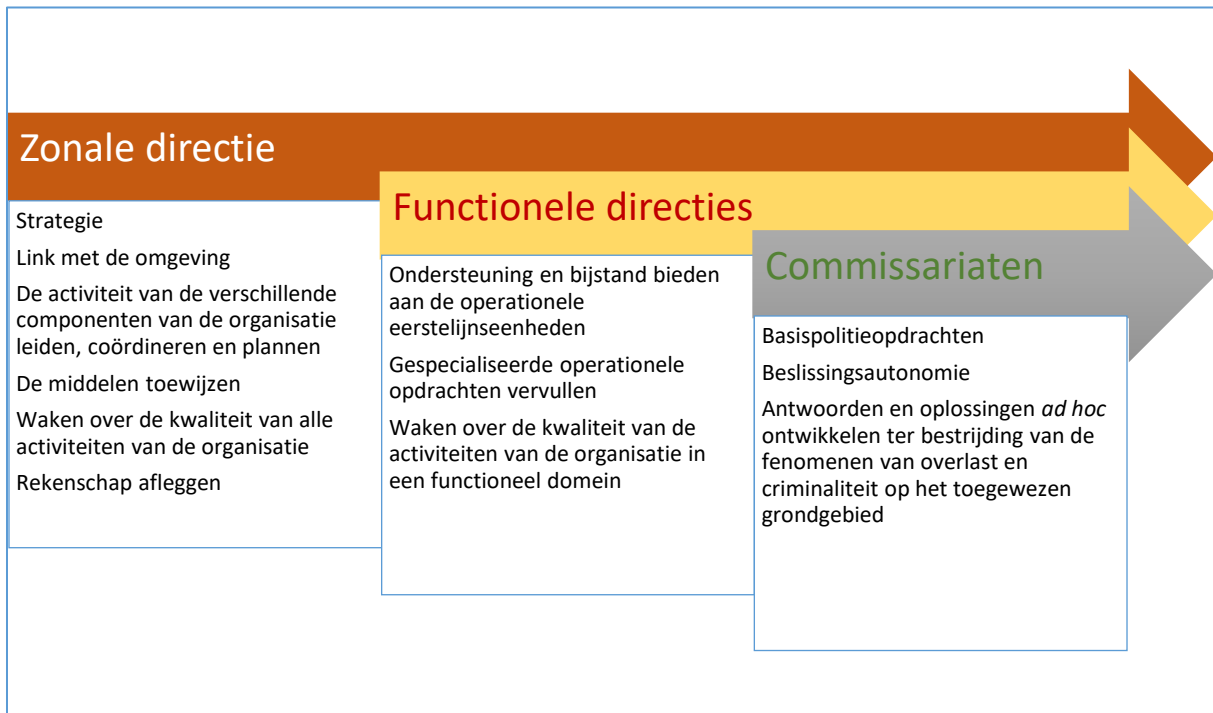 Zonale directie
Strategie
Link met de omgeving
De activiteit van de verschillende
componenten van de organisatie
leiden, coördineren en plannen
De middelen toewijzen
Waken over de kwaliteit van alle
activiteiten van de organisatie
Rekenschap afleggen
Functionele directies
Ondersteuning en bijstand bieden
aan de operationele
eerstelijnseenheden
Gespecialiseerde operationele
opdrachten vervullen
Waken over de kwaliteit van de
activiteiten van de organisatie in
een functioneel domein
Commissariaten
Basispolitieopdrachten
Beslissingsautonomie
Antwoorden en oplossingen ad hoc
ontwikkelen ter bestrijding van de
fenomenen van overlast en
criminaliteit op het toegewezen
grondgebied